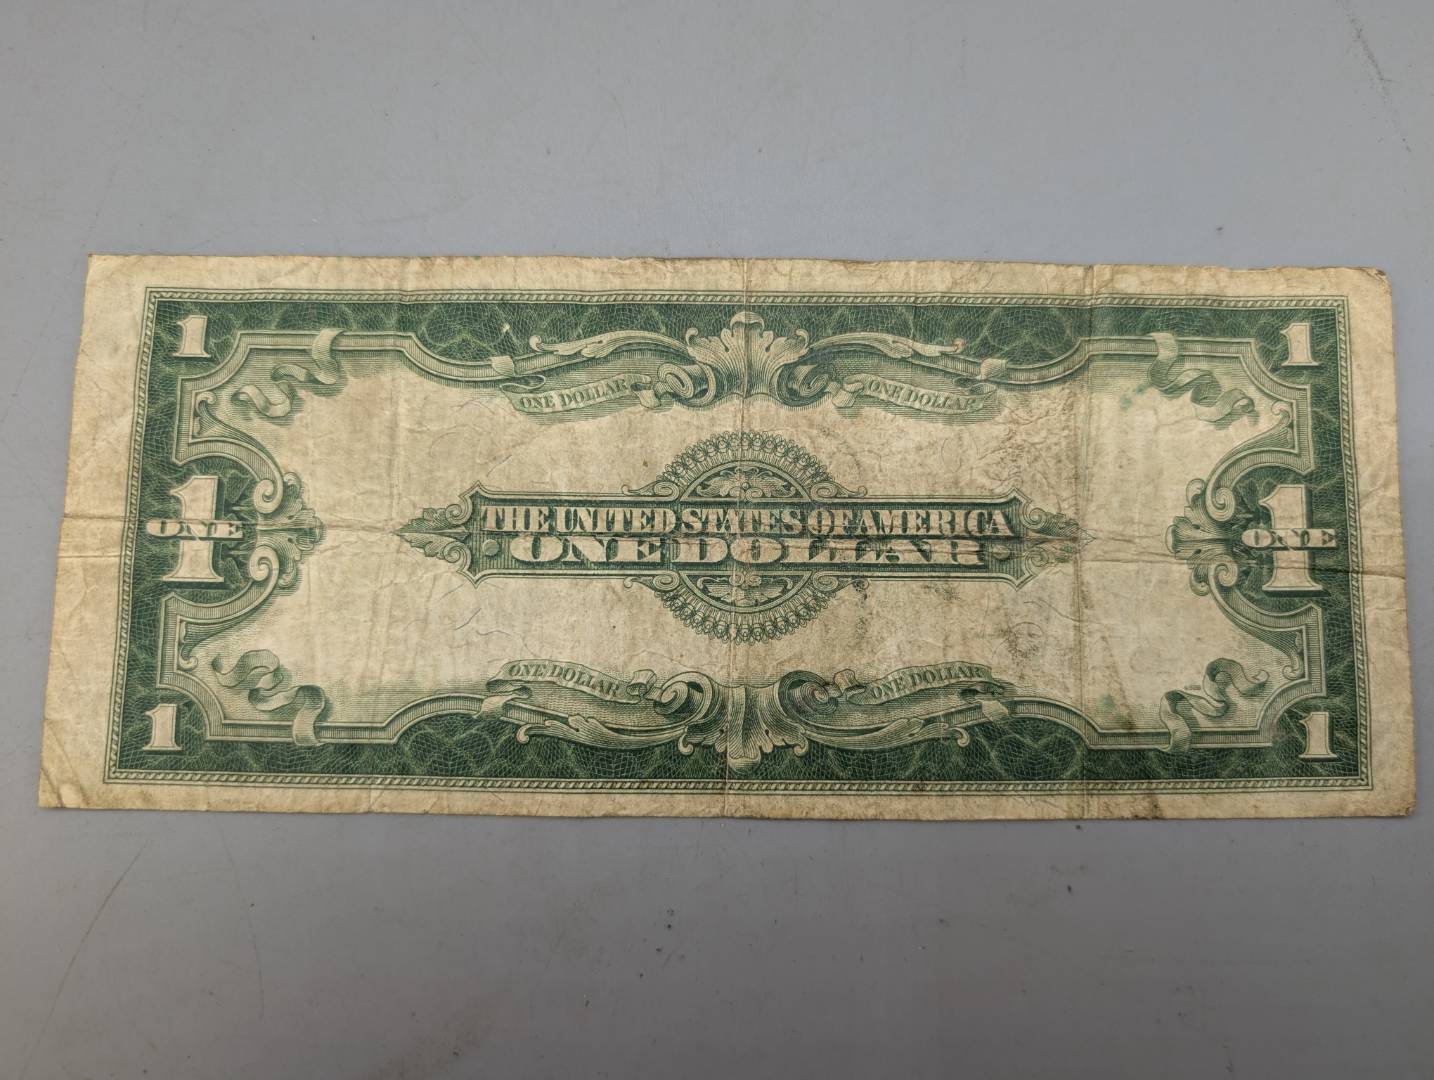 1 1
ONE DOLLAR ONE DOLLAR
THE UNITED STATES OF AMERICA
1 ONE ONE DOLLAR 1 ONE
ONE DOLLAR ONE DOLLAR
1 1